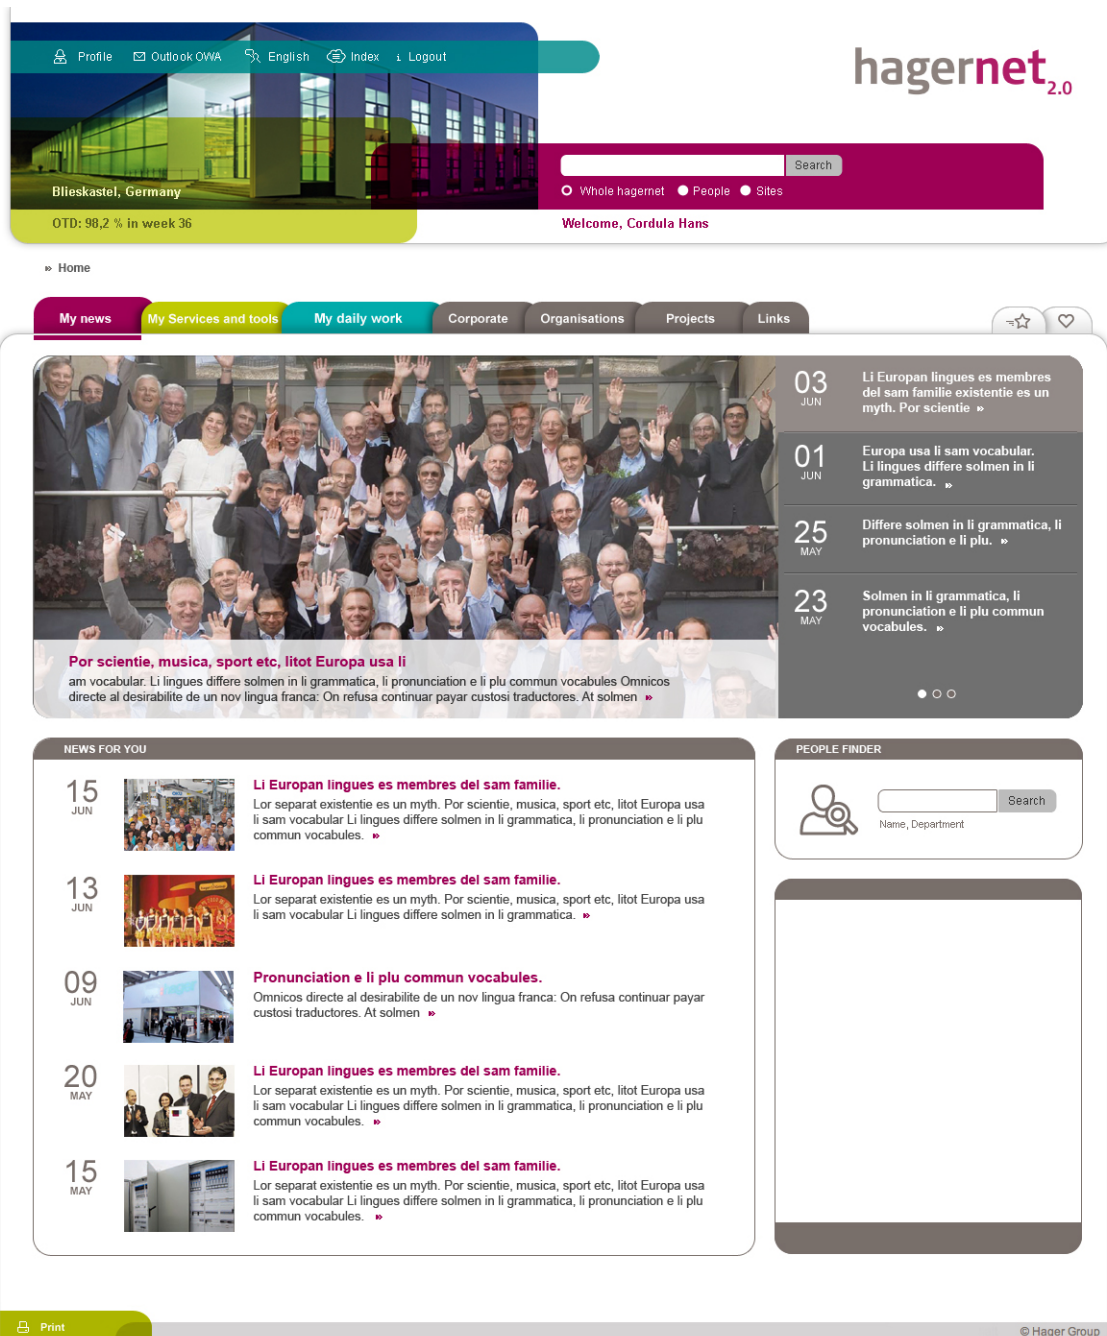 Profile
Outlook OWA
English
Index
i Logout
hagernet 2.0
Search
Whole hagernet
People
Sites
Blieskastel, Germany
OTD: 98,2 % in week 36
Welcome, Cordula Hans
Home
My news
My Services and tools
My daily work
Corporate
Organisations
Projects
Links
03
JUN
Li Europan lingues es membres
del sam familie existentie es un
myth. Por scientie
01
JUN
Europa usa li sam vocabular.
Li lingues differe solmen in li
grammatica.
25
MAY
Differe solmen in li grammatica, li
pronunciation e li plu.
23
MAY
Solmen in li grammatica, li
pronunciation e li plu commun
vocabules.
Por scientie, musica, sport etc, litot Europa usa li
am vocabular. Li lingues differe solmen in li grammatica, li pronunciation e li plu commun vocabules Omnicos
directe al desirabilite de un nov lingua franca: On refusa continuar payar custosi traductores. At solmen
NEWS FOR YOU
15
JUN
Li Europan lingues es membres del sam familie.
Lor separat existentie es un myth. Por scientie, musica, sport etc, litot Europa usa
li sam vocabular Li lingues differe solmen in li grammatica, li pronunciation e li plu
commun vocabules.
13
JUN
Li Europan lingues es membres del sam familie.
Lor separat existentie es un myth. Por scientie, musica, sport etc, litot Europa usa
li sam vocabular Li lingues differe solmen in li grammatica.
09
JUN
Pronunciation e li plu commun vocabules.
Omnicos directe al desirabilite de un nov lingua franca: On refusa continuar payar
custosi traductores. At solmen
20
MAY
Li Europan lingues es membres del sam familie.
Lor separat existentie es un myth. Por scientie, musica, sport etc, litot Europa usa
li sam vocabular Li lingues differe solmen in li grammatica, li pronunciation e li plu
commun vocabules.
15
MAY
Li Europan lingues es membres del sam familie.
Lor separat existentie es un myth. Por scientie, musica, sport etc, litot Europa usa
li sam vocabular Li lingues differe solmen in li grammatica, li pronunciation e li plu
commun vocabules.
PEOPLE FINDER
Search
Name, Department
Print
© Hager Group